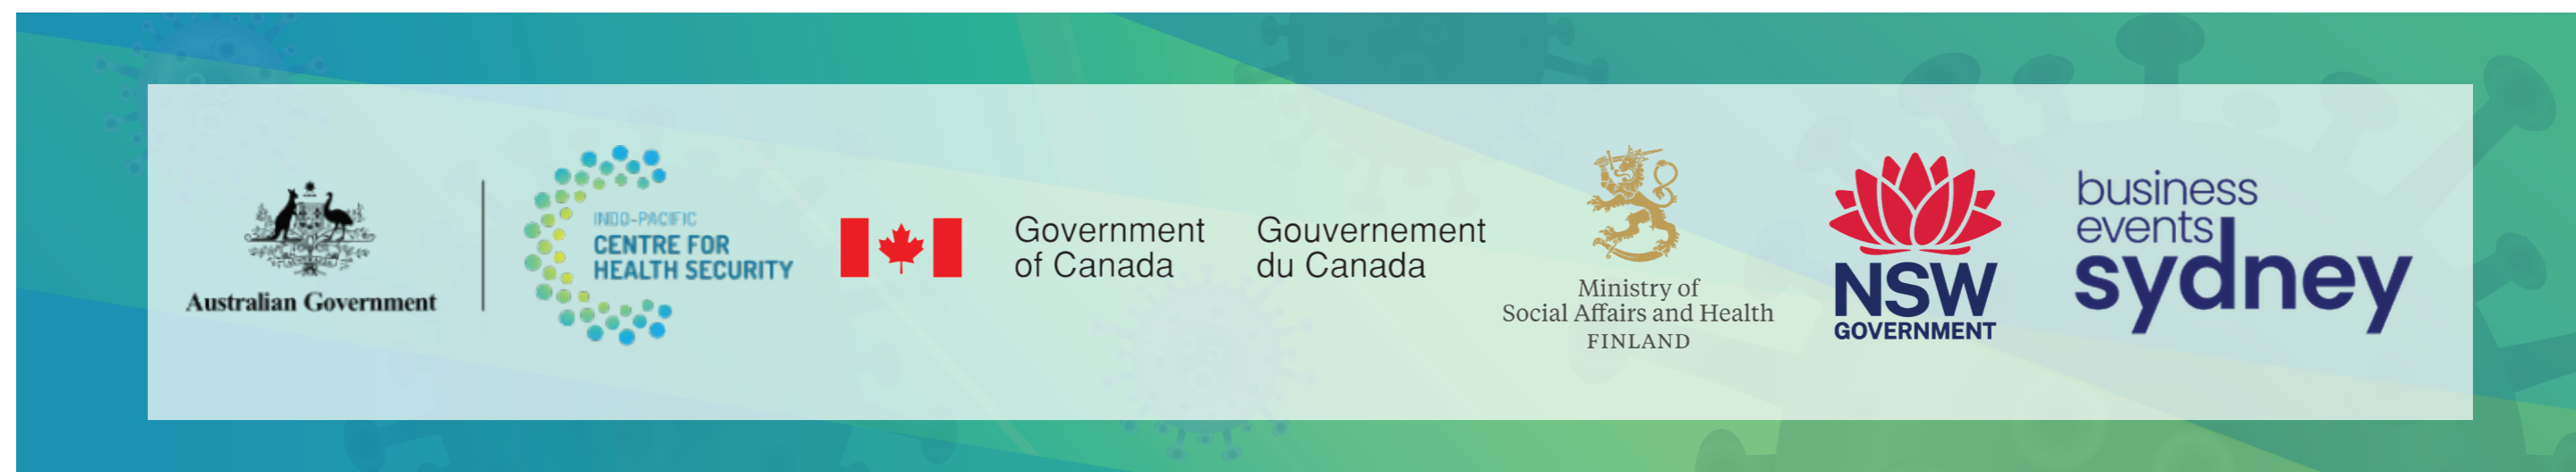 Australian Government
INDO-PACIFIC
CENTRE FOR
HEALTH SECURITY
Government
of Canada
Gouvernement
du Canada
Ministry of
Social Affairs and Health
FINLAND
NSW
GOVERNMENT
business
events
sydney